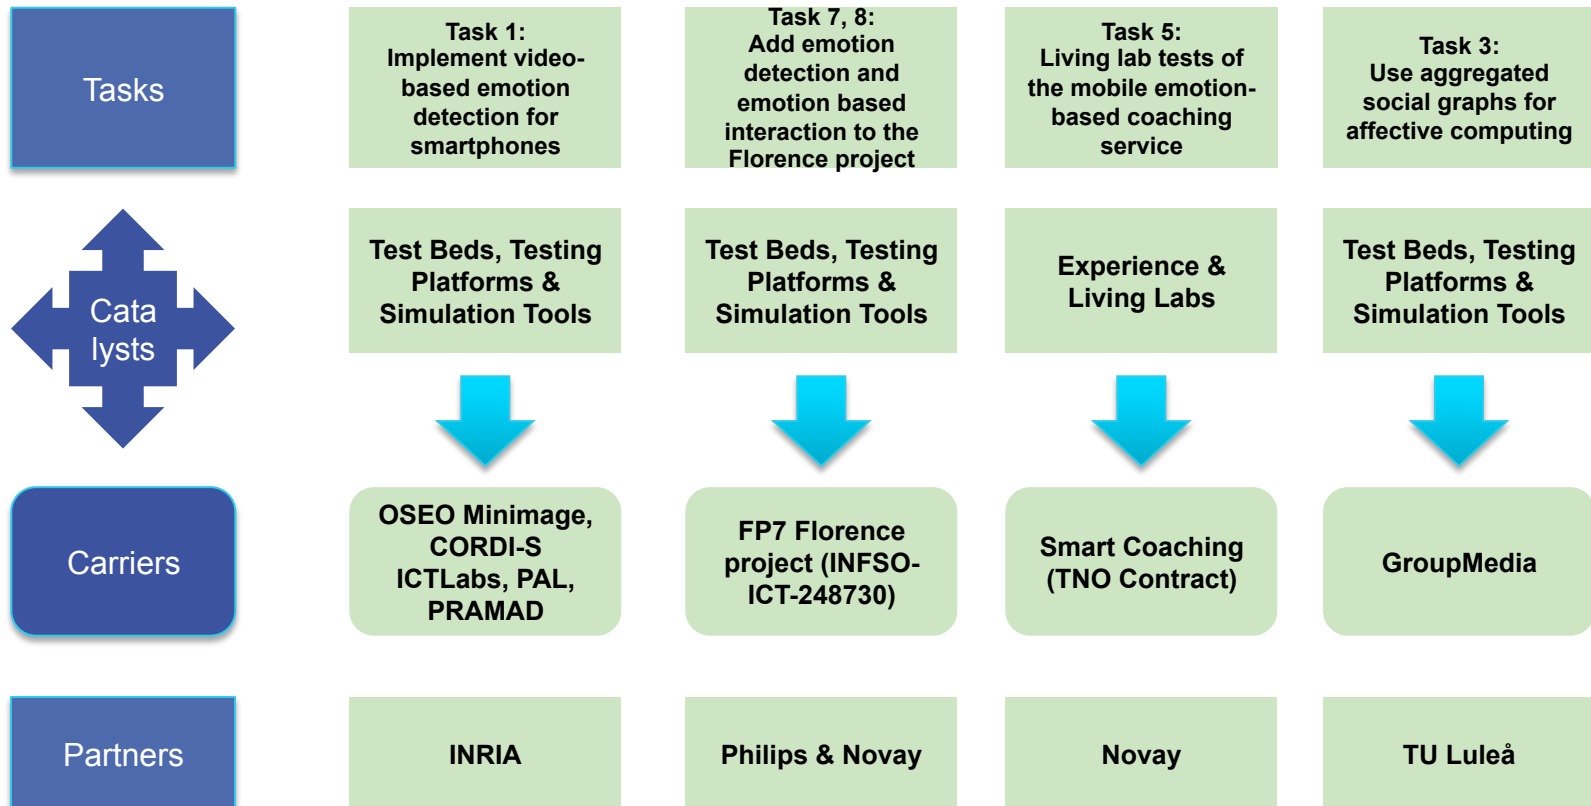 Tasks
Task 1:
Implement video-
based emotion
detection for
smartphones
Task 7, 8:
Add emotion
detection and
emotion based
interaction to the
Florence project
Task 5:
Living lab tests of
the mobile emotion-
based coaching
service
Task 3:
Use aggregated
social graphs for
affective computing
Cata
lysts
Test Beds, Testing
Platforms &
Simulation Tools
Test Beds, Testing
Platforms &
Simulation Tools
Experience &
Living Labs
Test Beds, Testing
Platforms &
Simulation Tools
Carriers
OSEO Minimage,
CORDI-S
ICTLabs, PAL,
PRAMAD
FP7 Florence
project (INFSO-
ICT-248730)
Smart Coaching
(TNO Contract)
GroupMedia
Partners
INRIA
Philips & Novay
Novay
TU Luleå